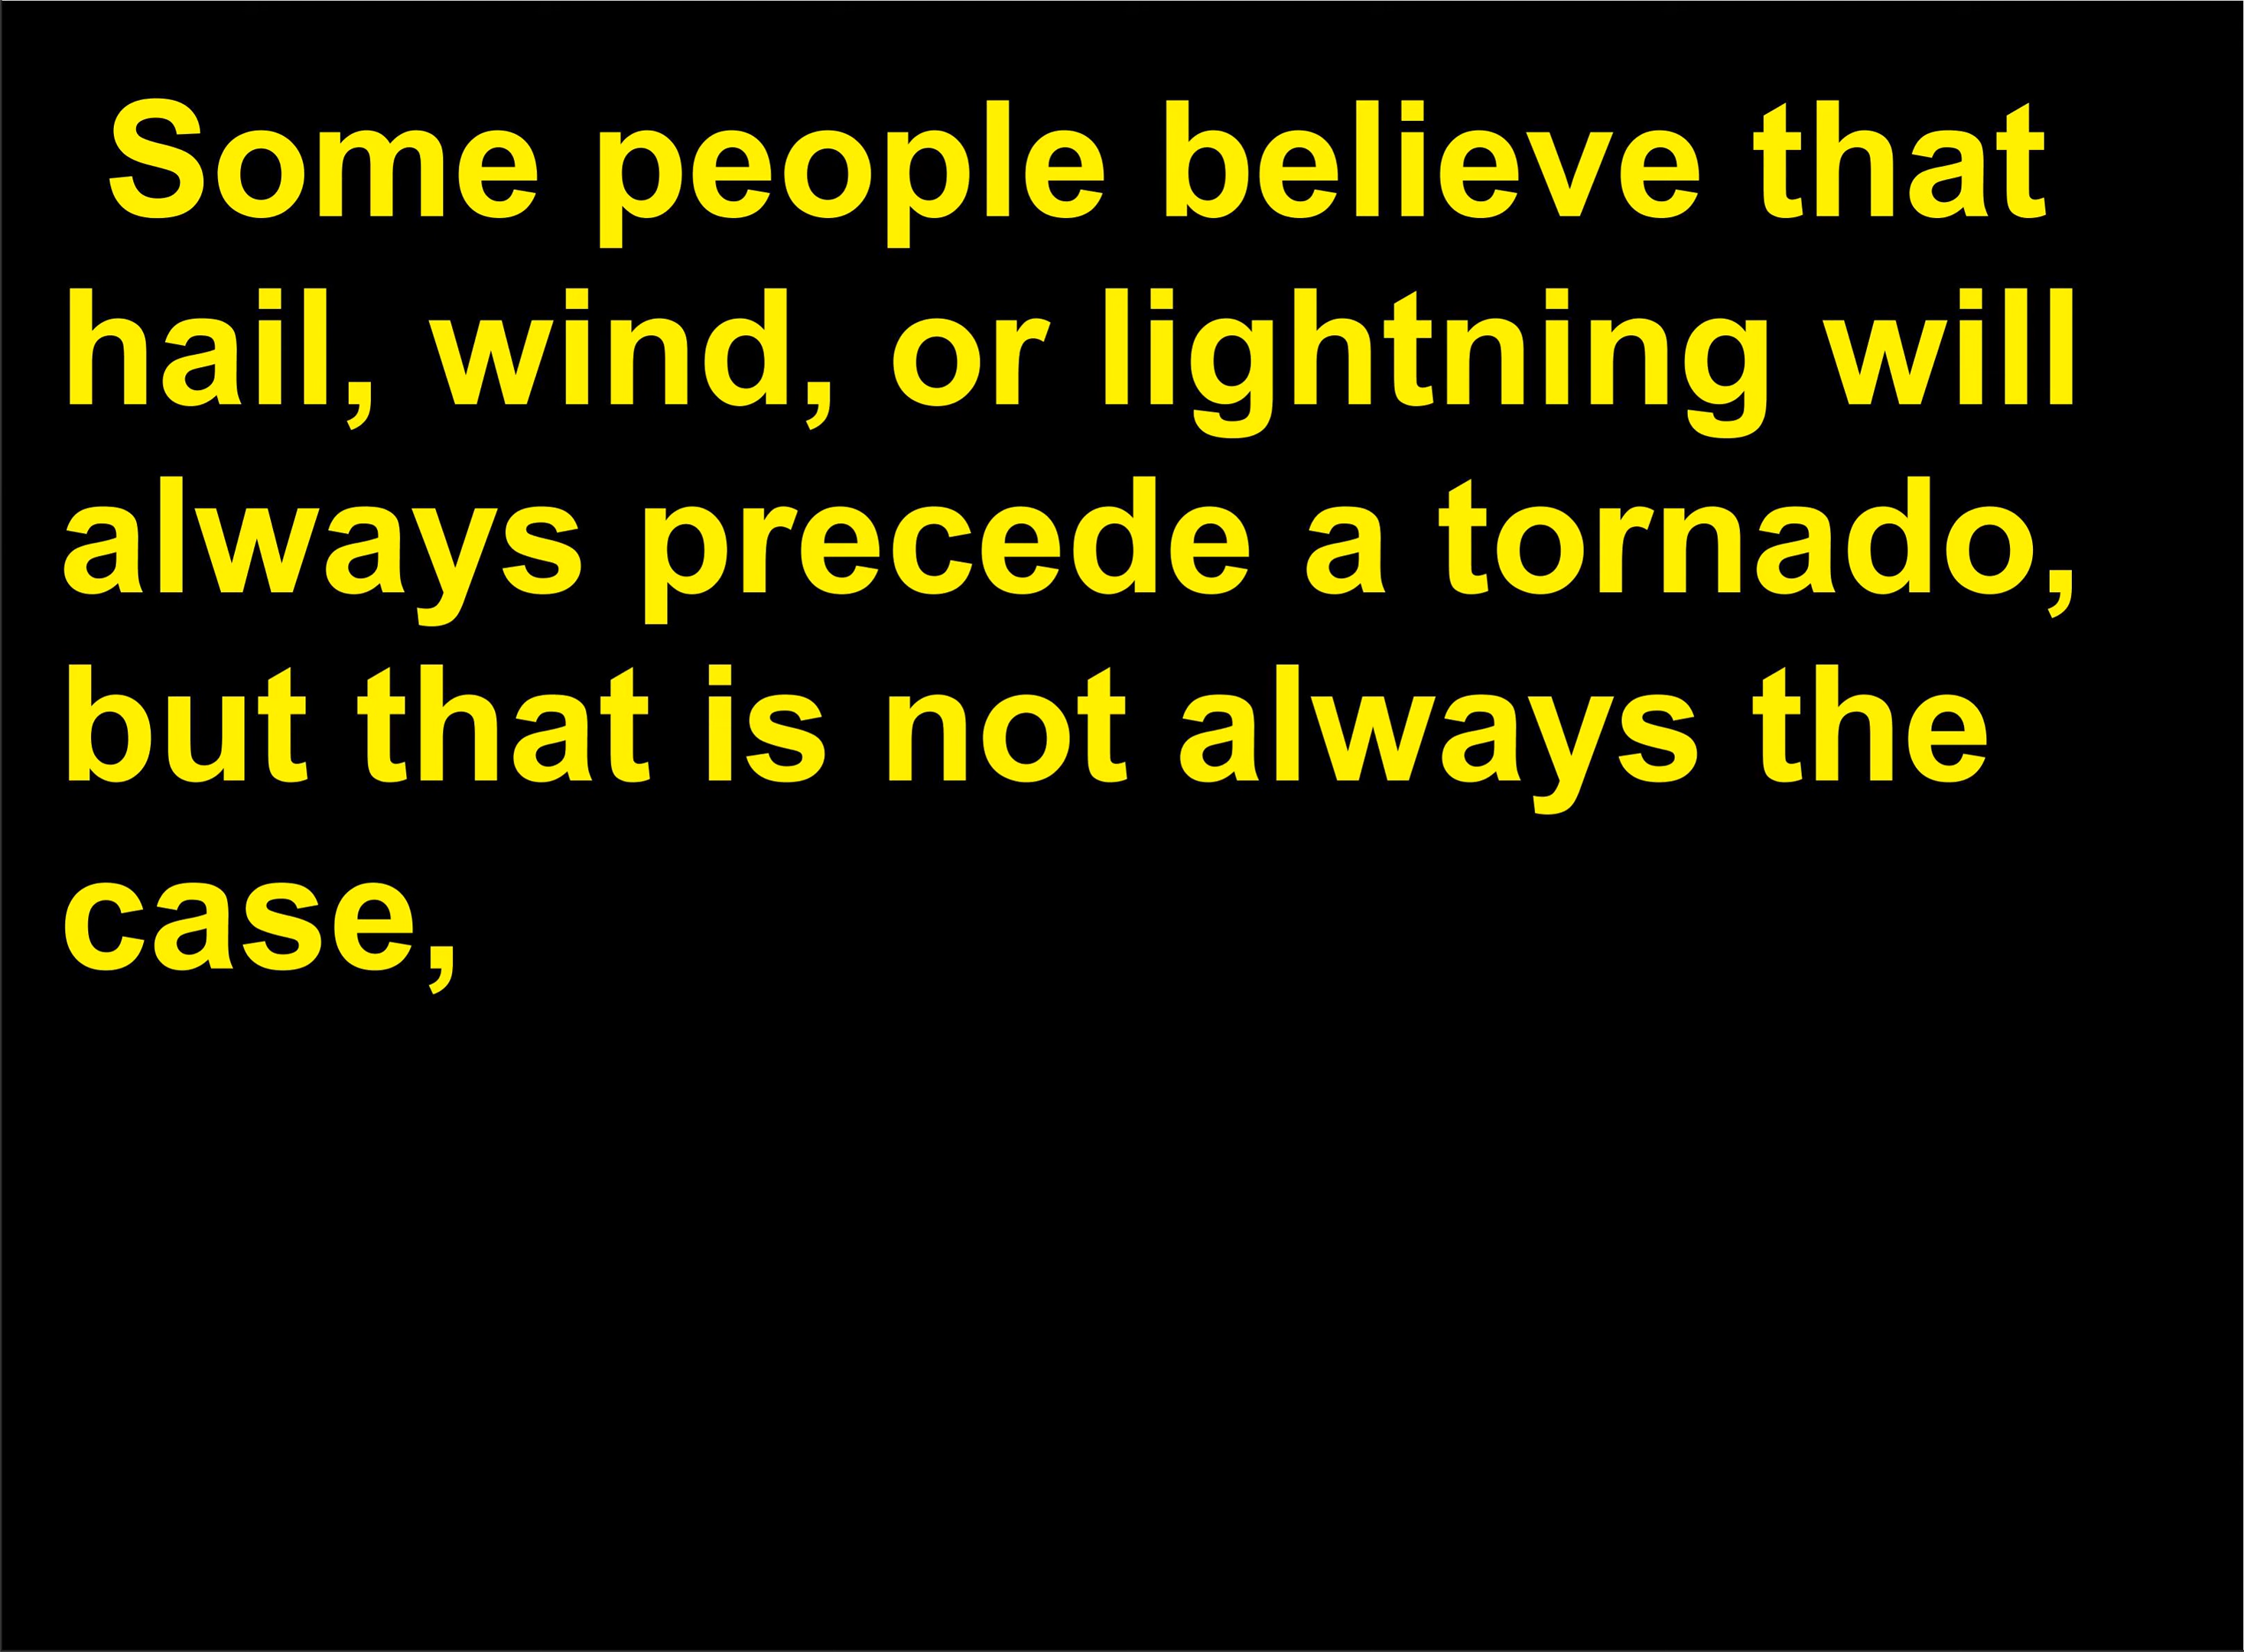 Some people believe that
hail, wind, or lightning will
always precede a tornado,
but that is not always the
case,